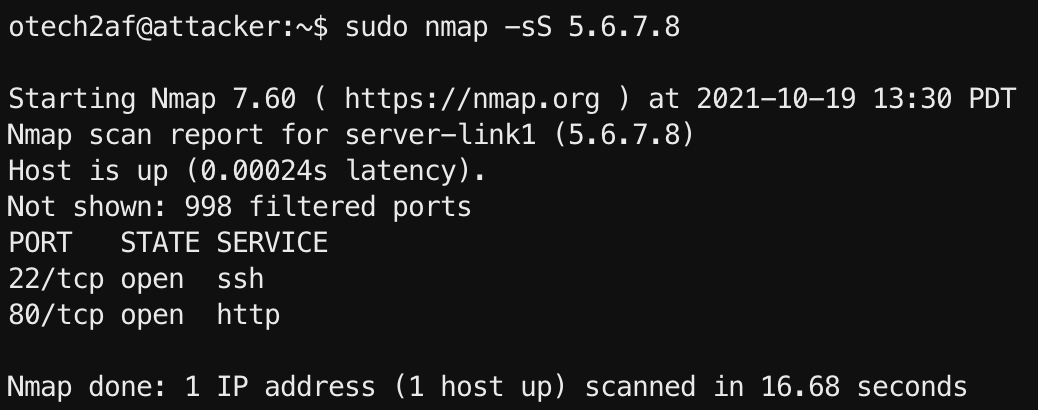 otech2af@attacker:~$ sudo nmap -sS 5.6.7.8
Starting Nmap 7.60 ( https://nmap.org ) at 2021-10-19 13:30 PDT
Nmap scan report for server-link1 (5.6.7.8)
Host is up (0.00024s latency).
Not shown: 998 filtered ports
PORT   STATE SERVICE
22/tcp open  ssh
80/tcp open  http
Nmap done: 1 IP address (1 host up) scanned in 16.68 seconds